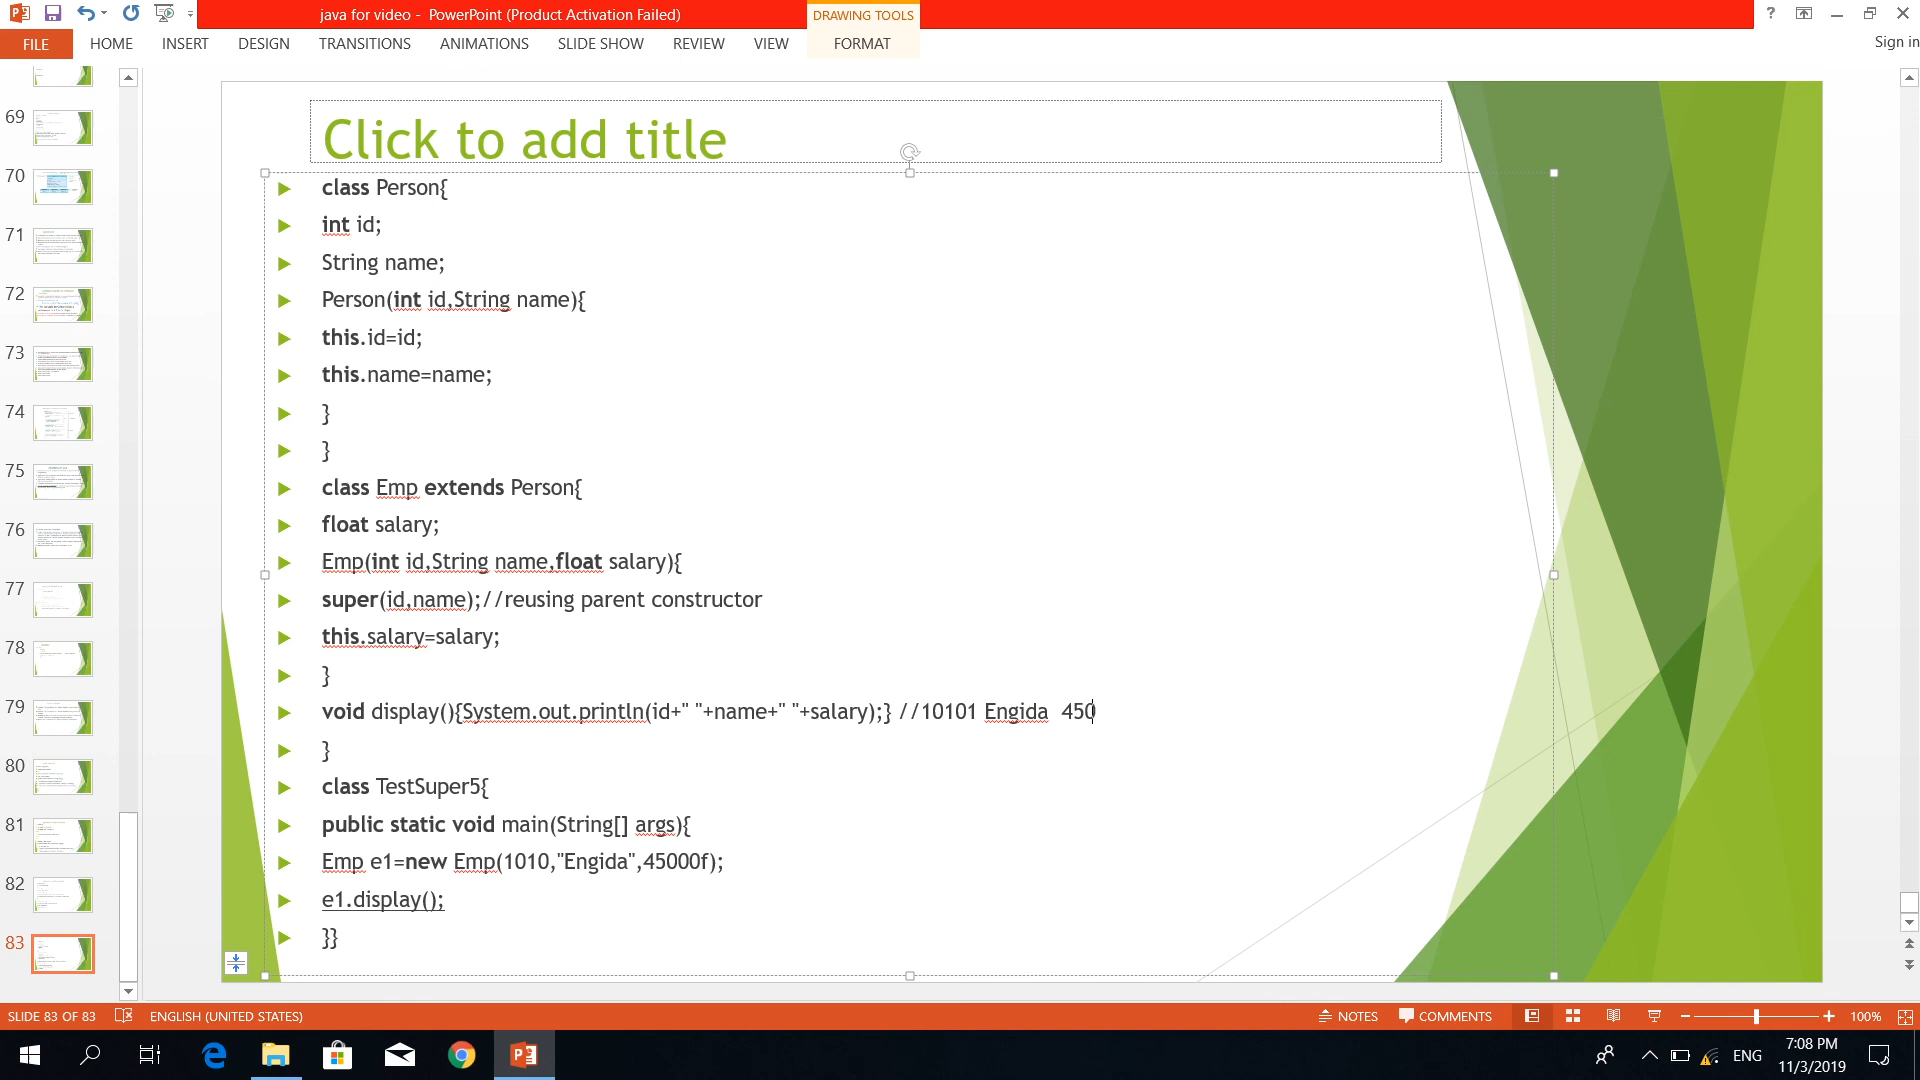 java for video - PowerPoint (Product Activation Failed)
DRAWING TOOLS
?
FILE
HOME
INSERT
DESIGN
TRANSITIONS
ANIMATIONS
SLIDE SHOW
REVIEW
VIEW
FORMAT
Sign in
69
70
71
72
73
74
75
76
77
78
79
80
81
82
83
Click to add title
class Person{
int id;
String name;
Person(int id,String name){
this.id=id;
this.name=name;
}
}
class Emp extends Person{
float salary;
Emp(int id,String name,float salary){
super(id,name);//reusing parent constructor
this.salary=salary;
}
void display(){System.out.println(id+" "+name+" "+salary);} //10101 Engida  450
}
class TestSuper5{
public static void main(String[] args){
Emp e1=new Emp(1010,"Engida",45000f);
e1.display();
}}
SLIDE 83 OF 83
ENGLISH (UNITED STATES)
NOTES
COMMENTS
100%
ENG
7:08 PM
11/3/2019